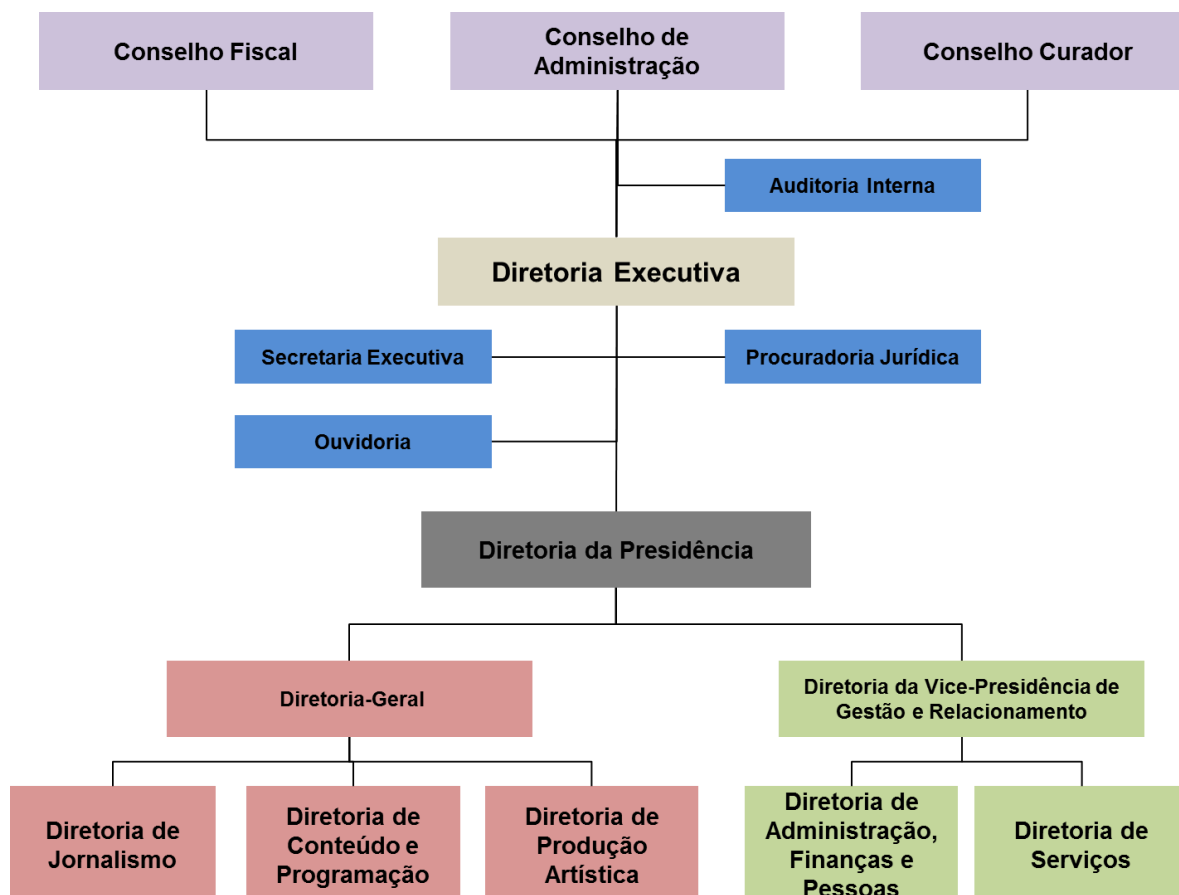 Conselho Fiscal
Conselho de
Administração
Conselho Curador
Auditoria Interna
Diretoria Executiva
Secretaria Executiva
Procuradoria Jurídica
Ouvidoria
Diretoria da Presidência
Diretoria-Geral
Diretoria da Vice-Presidência de
Gestão e Relacionamento
Diretoria de
Jornalismo
Diretoria de
Conteúdo e
Programação
Diretoria de
Produção
Artística
Diretoria de
Administração,
Finanças e
Pessoas
Diretoria de
Serviços